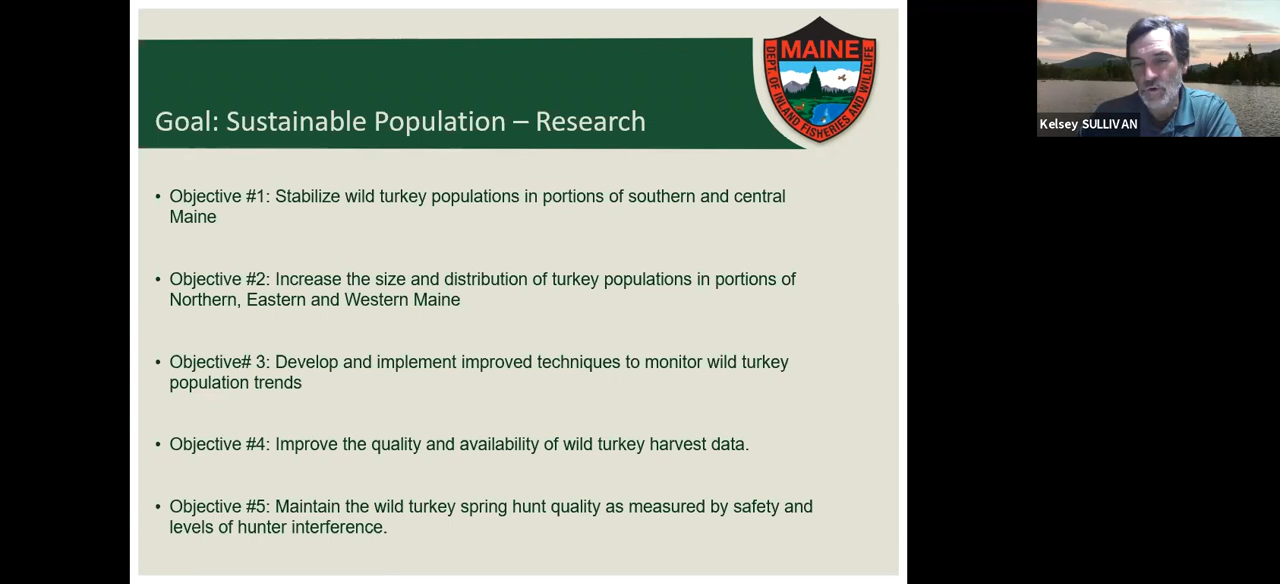 MAINE
DEPT. OF INLAND FISHERIES AND WILDLIFE
Goal: Sustainable Population – Research
Kelsey SULLIVAN
• Objective #1: Stabilize wild turkey populations in portions of southern and central
Maine
• Objective #2: Increase the size and distribution of turkey populations in portions of
Northern, Eastern and Western Maine
• Objective# 3: Develop and implement improved techniques to monitor wild turkey
population trends
• Objective #4: Improve the quality and availability of wild turkey harvest data.
• Objective #5: Maintain the wild turkey spring hunt quality as measured by safety and
levels of hunter interference.